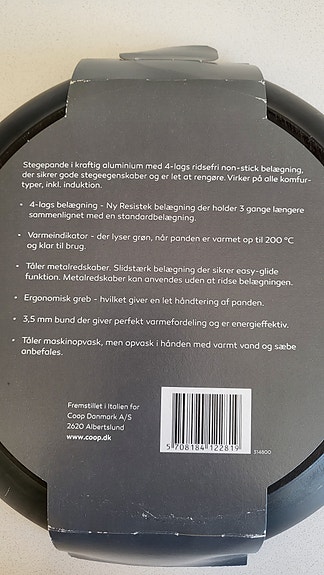 Stegepande i kraftig aluminium med 4-lags ridsefri non-stick belægning,
der sikrer gode stegeegenskaber og er let at rengøre. Virker på alle komfur-
typer, inkl. induktion.
• 4-lags belægning - Ny Resistek belægning der holder 3 gange længere
sammenlignet med en standardbelægning.
• Varmeindikator - der lyser grøn, når panden er varmet op til 200 °C
og klar til brug.
• Tåler metalredskaber. Slidstærk belægning der sikrer easy-glide
funktion. Metalredskaber kan anvendes uden at ridse belægningen.
• Ergonomisk greb - hvilket giver en let håndtering af panden.
• 3,5 mm bund der giver perfekt varmefordeling og er energieffektiv.
• Tåler maskinopvask, men opvask i hånden med varmt vand og sæbe
anbefales.
Fremstillet i Italien for
Coop Danmark A/S
2620 Albertslund
www.coop.dk
5 708184 122819
314800